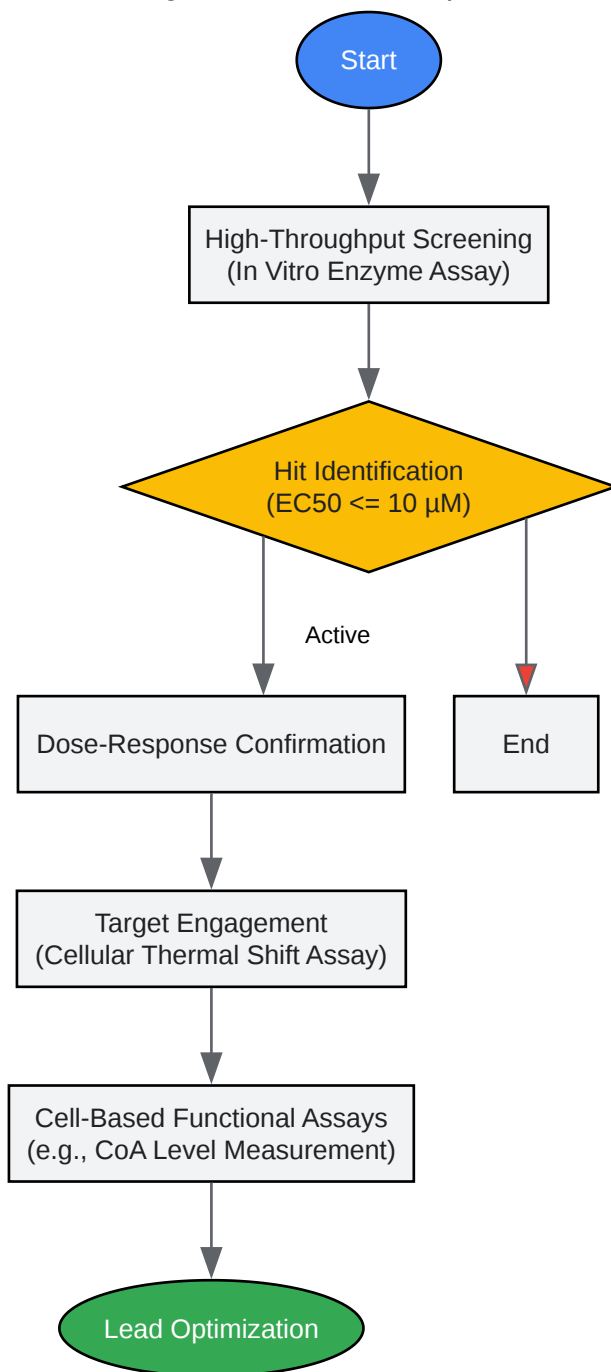 Start
High-Throughput Screening
(In Vitro Enzyme Assay)
Hit Identification
(EC50 <= 10 µM)
Active
Dose-Response Confirmation
End
Target Engagement
(Cellular Thermal Shift Assay)
Cell-Based Functional Assays
(e.g., CoA Level Measurement)
Lead Optimization